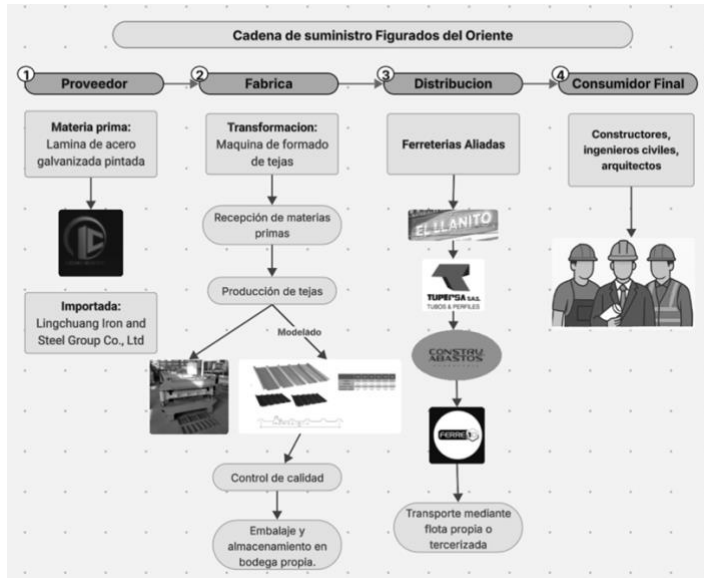 Cadena de suministro Figurados del Oriente
1
Proveedor
2
Fabrica
3
Distribucion
4
Consumidor Final
Materia prima:
Lamina de acero
galvanizada pintada
Importada:
Lingchuang Iron and
Steel Group Co., Ltd
Transformacion:
Maquina de formado
de tejas
Recepción de materias
primas
Producción de tejas
Modelado
Control de calidad
Embalaje y
almacenamiento en
bodega propia.
Ferreterias Aliadas
EL LLANITO
S.A.S.
TUBOS & PERFILES
CONSTRU
ABASTOS
FERRE
Transporte mediante
flota propia o
tercerizada
Constructores,
ingenieros civiles,
arquitectos